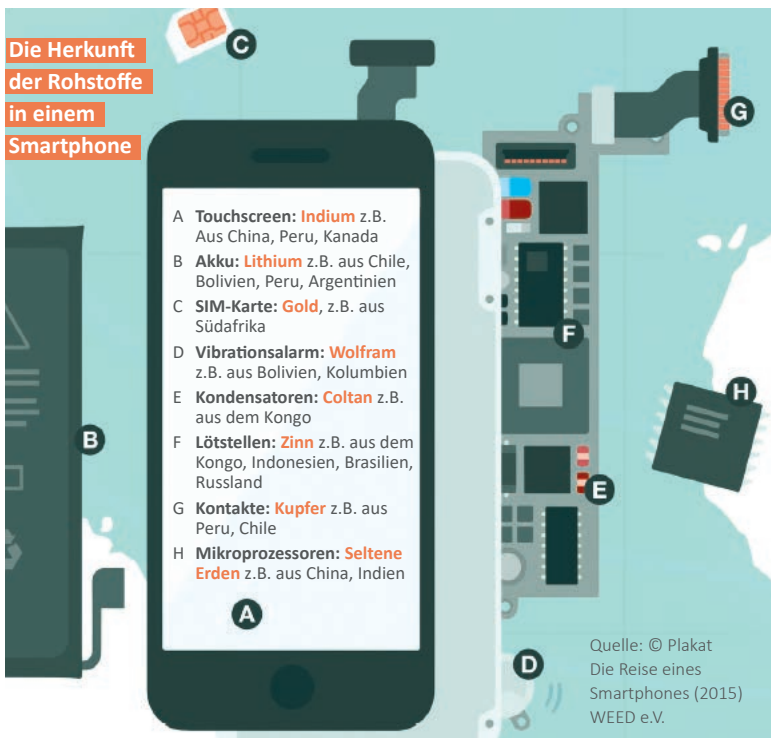 Die Herkunft
der Rohstoffe
in einem
Smartphone
C
G
A Touchscreen: Indium z.B.
Aus China, Peru, Kanada
B Akku: Lithium z.B. aus Chile,
Bolivien, Peru, Argentinien
C SIM-Karte: Gold, z.B. aus
Südafrika
D Vibrationsalarm: Wolfram
z.B. aus Bolivien, Kolumbien
E Kondensatoren: Coltan z.B.
aus dem Kongo
F Lötstellen: Zinn z.B. aus dem
Kongo, Indonesien, Brasilien,
Russland
G Kontakte: Kupfer z.B. aus
Peru, Chile
H Mikroprozessoren: Seltene
Erden z.B. aus China, Indien
F
H
B
E
A
D
Quelle: © Plakat
Die Reise eines
Smartphones (2015)
WEED e.V.